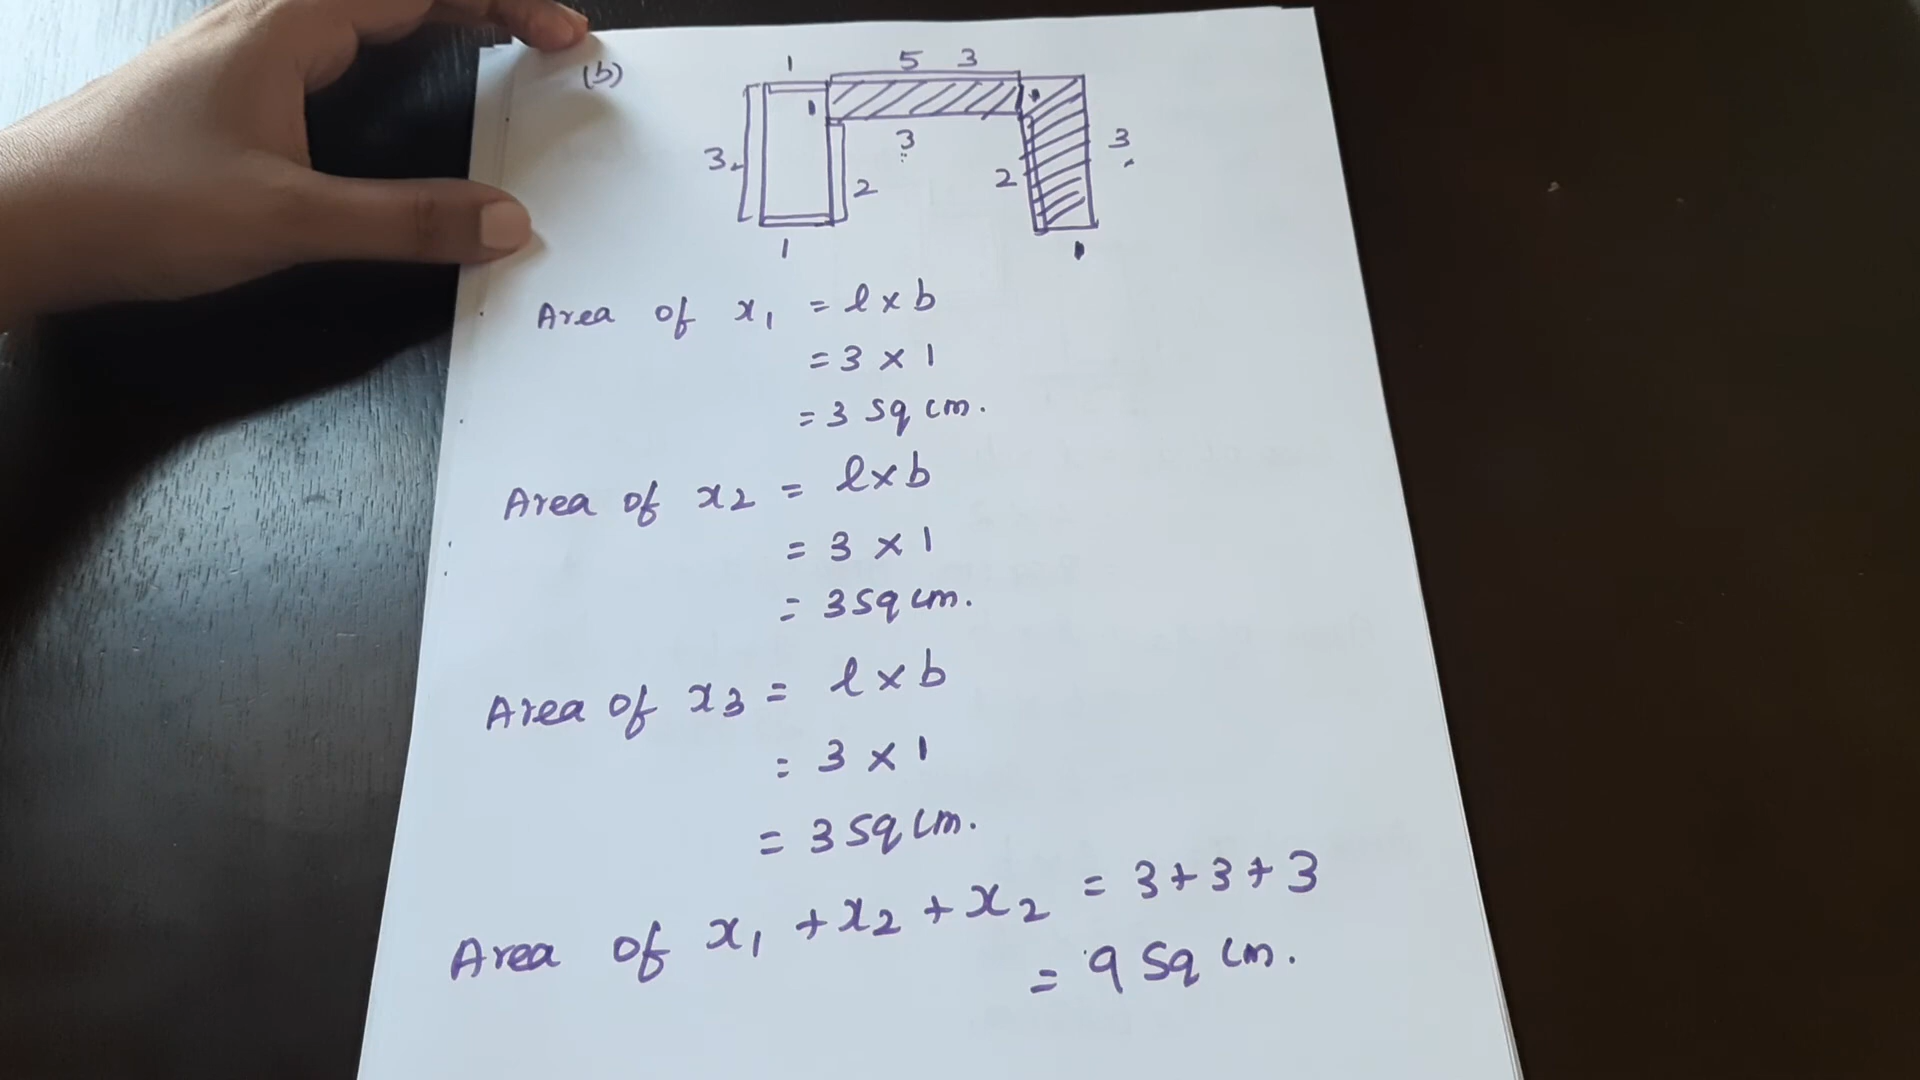 (b)
1 5 3
1
3 3 3
2 2
1 1
Area of x1 = l x b
= 3 x 1
= 3 sq cm.
Area of x2 = l x b
= 3 x 1
= 3 sq cm.
Area of x3 = l x b
= 3 x 1
= 3 sq cm.
Area of x1 + x2 + x2 = 3 + 3 + 3
= 9 sq cm.